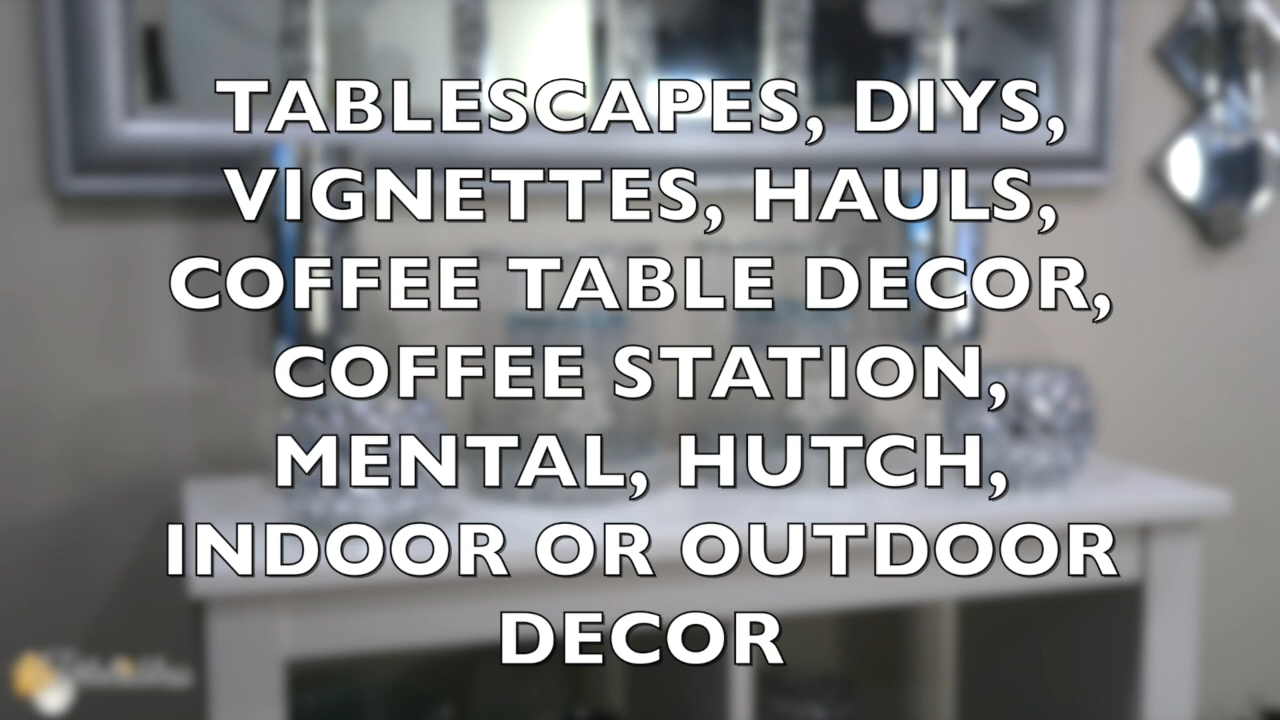 TABLESCAPES, DIYS,
VIGNETTES, HAULS,
COFFEE TABLE DECOR,
COFFEE STATION,
MENTAL, HUTCH,
INDOOR OR OUTDOOR
DECOR